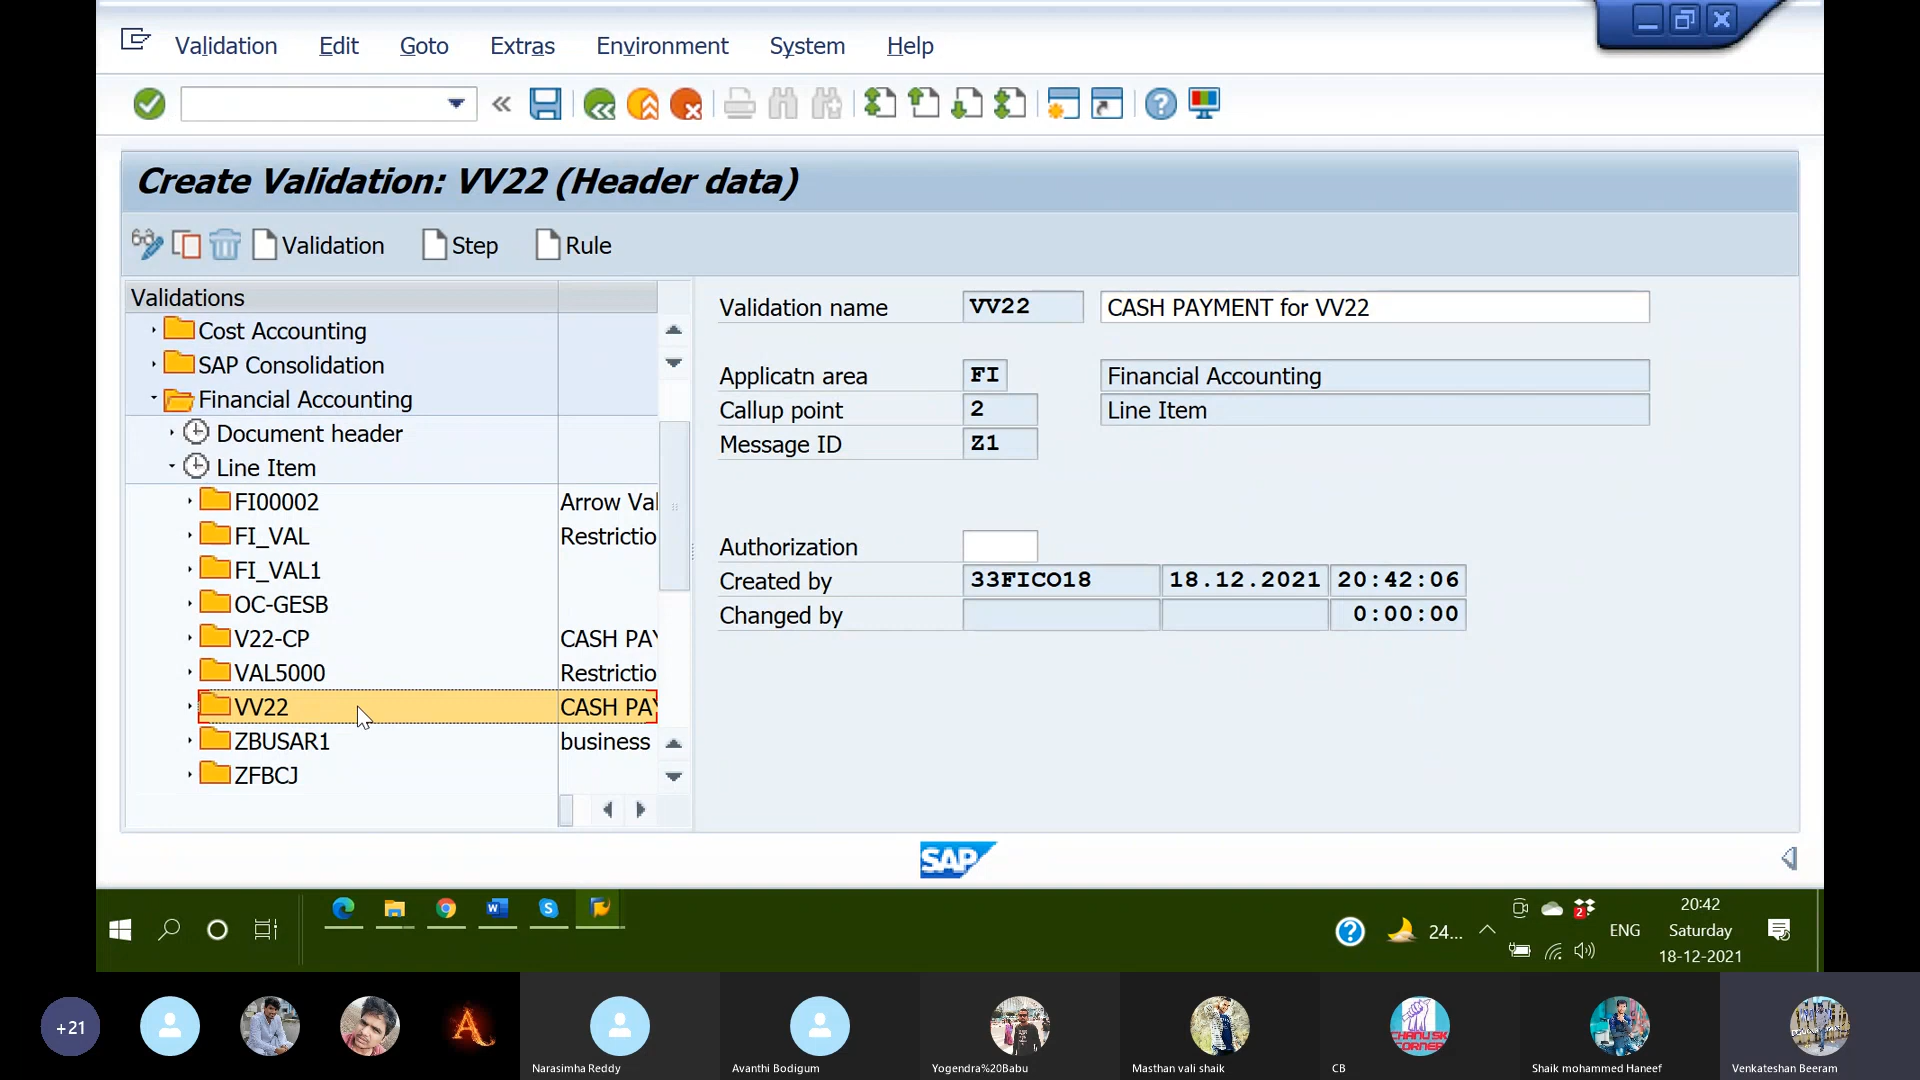 Validation Edit Goto Extras Environment System Help
Create Validation: VV22 (Header data)
Validation Step Rule
Validations
Cost Accounting
SAP Consolidation
Financial Accounting
Document header
Line Item
FI00002 Arrow Val
FI_VAL Restrictio
FI_VAL1
OC-GESB
V22-CP CASH PAY
VAL5000 Restrictio
VV22 CASH PAY
ZBUSAR1 business
ZFBCJ
Validation name VV22 CASH PAYMENT for VV22
Applicatn area FI Financial Accounting
Callup point 2 Line Item
Message ID Z1
Authorization
Created by 33FICO18 18.12.2021 20:42:06
Changed by 0:00:00
SAP
24... ENG
20:42
Saturday
18-12-2021
2
+21
A
CHANUSK
CORNER
Narasimha Reddy
Avanthi Bodigum
Yogendra%20Babu
Masthan vali shaik
CB
Shaik mohammed Haneef
Venkateshan Beeram